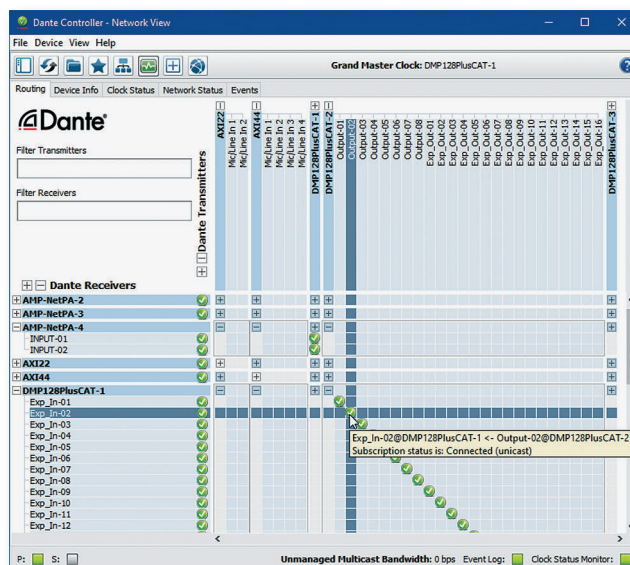 Dante Controller - Network View
File Device View Help
Grand Master Clock: DMP128PlusCAT-1
Routing Device Info Clock Status Network Status Events
Dante
Filter Transmitters
Filter Receivers
Dante Transmitters
AXI22
Mic/Line In 1
Mic/Line In 2
AXI44
Mic/Line In 1
Mic/Line In 2
Mic/Line In 3
Mic/Line In 4
DMP128PlusCAT-1
DMP128PlusCAT-2
Output-01
Output-02
Output-03
Output-04
Output-05
Output-06
Output-07
Output-08
Exp_Out-01
Exp_Out-02
Exp_Out-03
Exp_Out-04
Exp_Out-05
Exp_Out-06
Exp_Out-07
Exp_Out-08
Exp_Out-09
Exp_Out-10
Exp_Out-11
Exp_Out-12
Exp_Out-13
Exp_Out-14
Exp_Out-15
Exp_Out-16
DMP128PlusCAT-3
Dante Receivers
AMP-NetPA-2
AMP-NetPA-3
AMP-NetPA-4
INPUT-01
INPUT-02
AXI22
AXI44
DMP128PlusCAT-1
Exp_In-01
Exp_In-02
Exp_In-03
Exp_In-04
Exp_In-05
Exp_In-06
Exp_In-07
Exp_In-08
Exp_In-09
Exp_In-10
Exp_In-11
Exp_In-12
Exp_In-02@DMP128PlusCAT-1 <- Output-02@DMP128PlusCAT-2
Subscription status is: Connected (unicast)
P: S: Unmanaged Multicast Bandwidth: 0 bps Event Log: Clock Status Monitor: